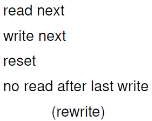 read next
write next
reset
no read after last write
(rewrite)